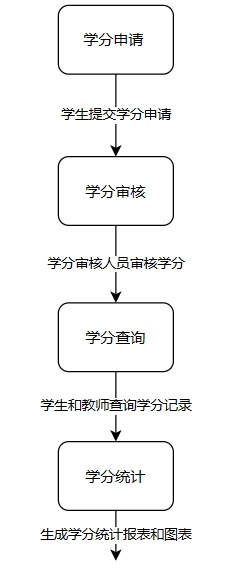 学分申请
学生提交学分申请
学分审核
学分审核人员审核学分
学分查询
学生和教师查询学分记录
学分统计
生成学分统计报表和图表